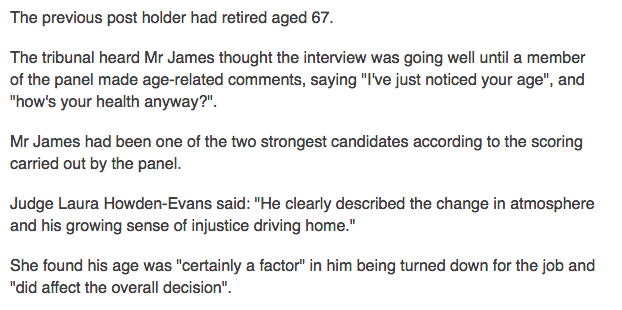 The previous post holder had retired aged 67.
The tribunal heard Mr James thought the interview was going well until a member
of the panel made age-related comments, saying "I've just noticed your age", and
"how's your health anyway?".
Mr James had been one of the two strongest candidates according to the scoring
carried out by the panel.
Judge Laura Howden-Evans said: "He clearly described the change in atmosphere
and his growing sense of injustice driving home."
She found his age was "certainly a factor" in him being turned down for the job and
"did affect the overall decision".